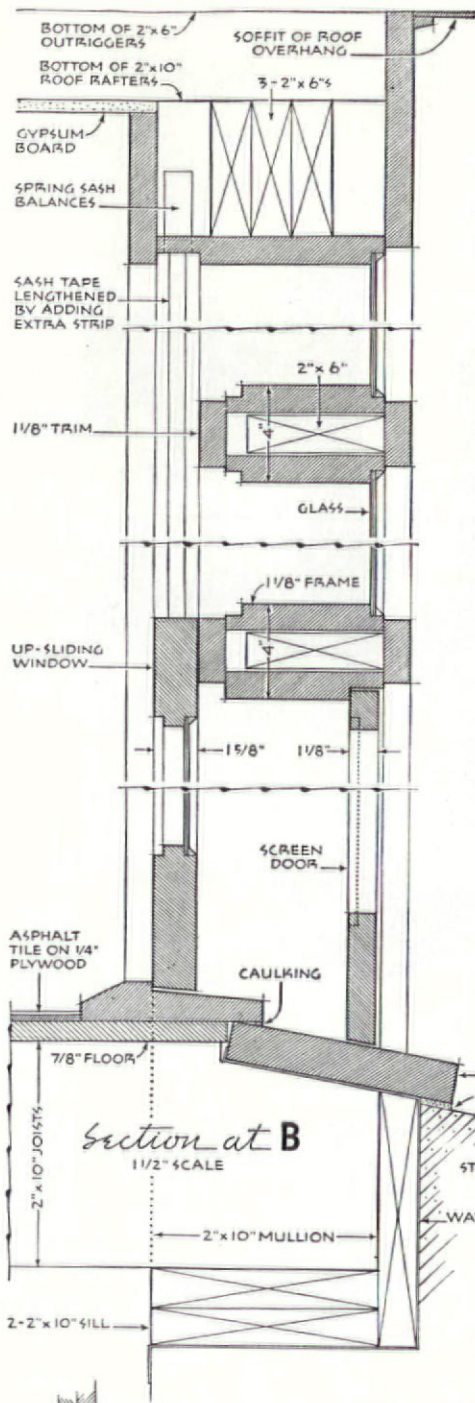 BOTTOM OF 2"x6"
OUTRIGGERS
SOFFIT OF ROOF
OVERHANG
BOTTOM OF 2"x10"
ROOF RAFTERS
3-2"x6"S
GYPSUM
BOARD
SPRING SASH
BALANCES
SASH TAPE
LENGTHENED
BY ADDING
EXTRA STRIP
2"x6"
1 1/8" TRIM
4"
GLASS
1 1/8" FRAME
UP-SLIDING
WINDOW
4"
1 5/8"
1 1/8"
SCREEN
DOOR
ASPHALT
TILE ON 1/4"
PLYWOOD
CAULKING
7/8" FLOOR
2"x10" JOISTS
Section at B
1 1/2" SCALE
ST
WA
2"x10" MULLION
2-2"x10" SILL